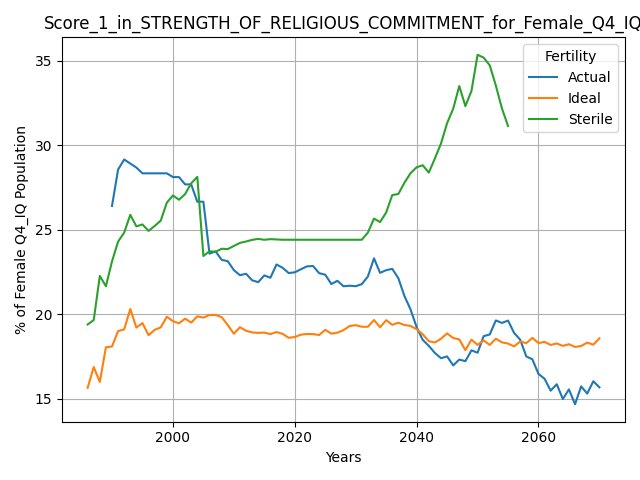 Score_1_in_STRENGTH_OF_RELIGIOUS_COMMITMENT_for_Female_Q4_IQ
Fertility
Actual
Ideal
Sterile
% of Female Q4_IQ Population
35
30
25
20
15
2000 2020 2040 2060
Years